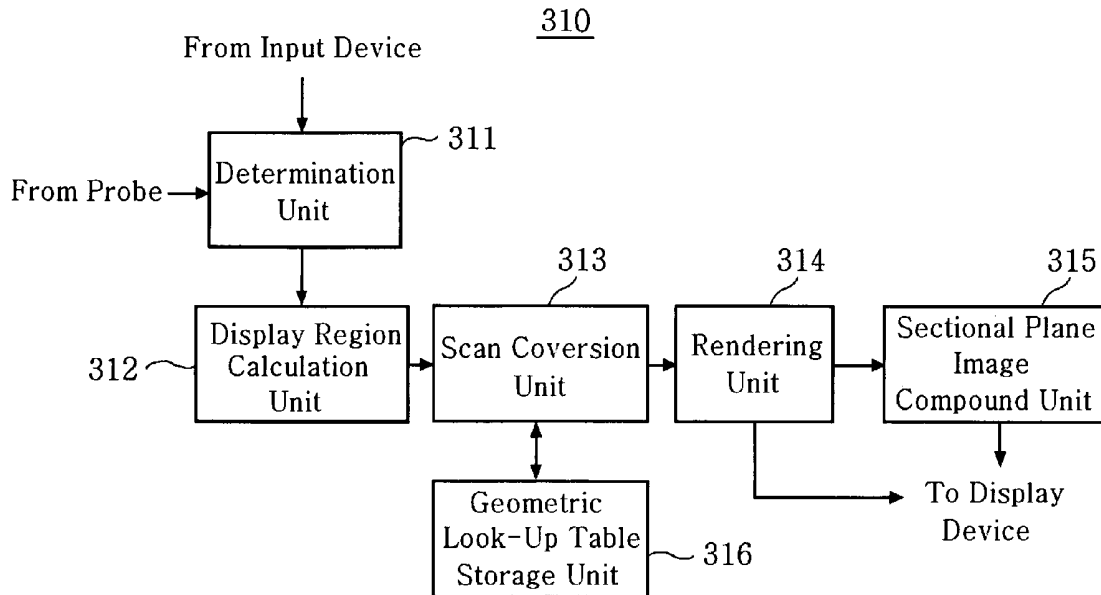 310
From Input Device
311
From Probe
Determination
Unit
313
314
315
312
Display Region
Calculation
Unit
Scan Coversion
Unit
Rendering
Unit
Sectional Plane
Image
Compound Unit
Geometric
Look-Up Table
Storage Unit
316
To Display
Device